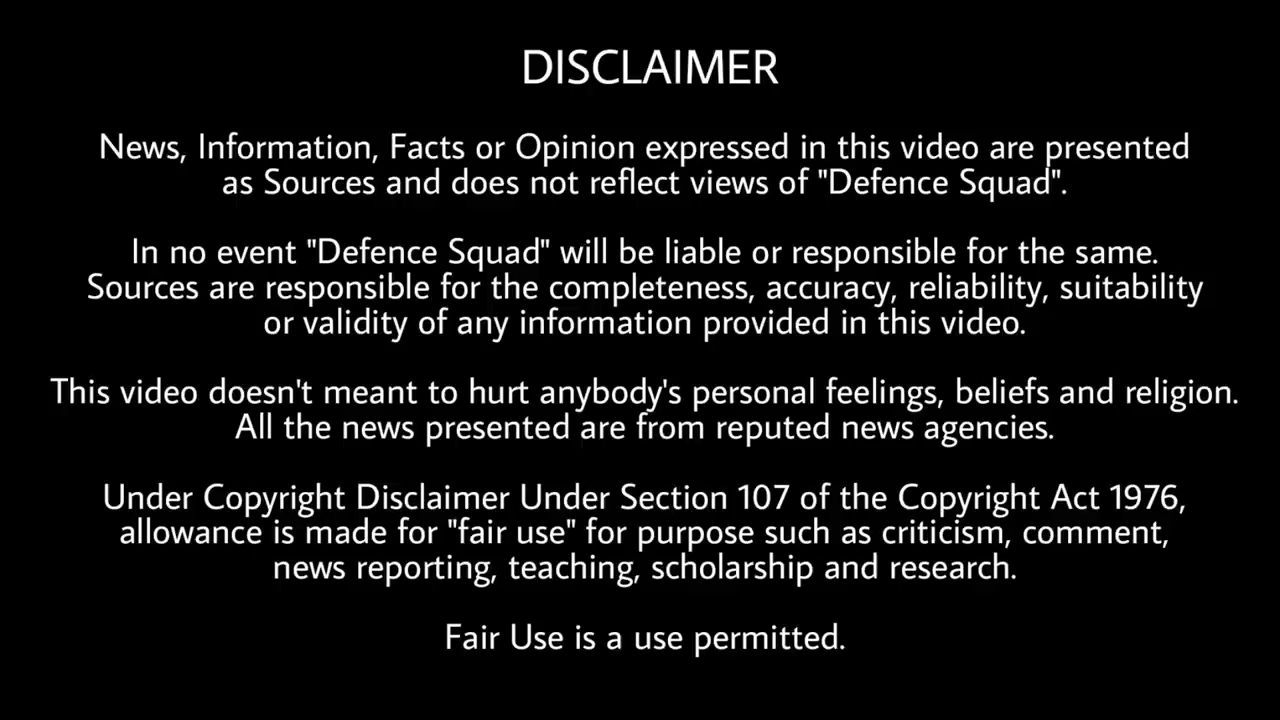 DISCLAIMER
News, Information, Facts or Opinion expressed in this video are presented
as Sources and does not reflect views of "Defence Squad".
In no event "Defence Squad" will be liable or responsible for the same.
Sources are responsible for the completeness, accuracy, reliability, suitability
or validity of any information provided in this video.
This video doesn't meant to hurt anybody's personal feelings, beliefs and religion.
All the news presented are from reputed news agencies.
Under Copyright Disclaimer Under Section 107 of the Copyright Act 1976,
allowance is made for "fair use" for purpose such as criticism, comment,
news reporting, teaching, scholarship and research.
Fair Use is a use permitted.